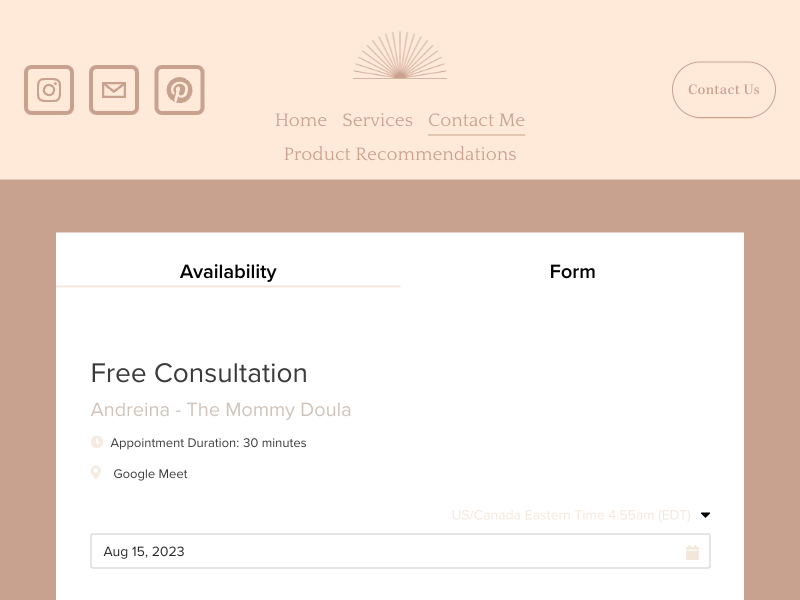 Home Services Contact Me
Product Recommendations
Contact Us
Availability Form
Free Consultation
Andreina - The Mommy Doula
Appointment Duration: 30 minutes
Google Meet
US/Canada Eastern Time 4:55am (EDT)
Aug 15, 2023